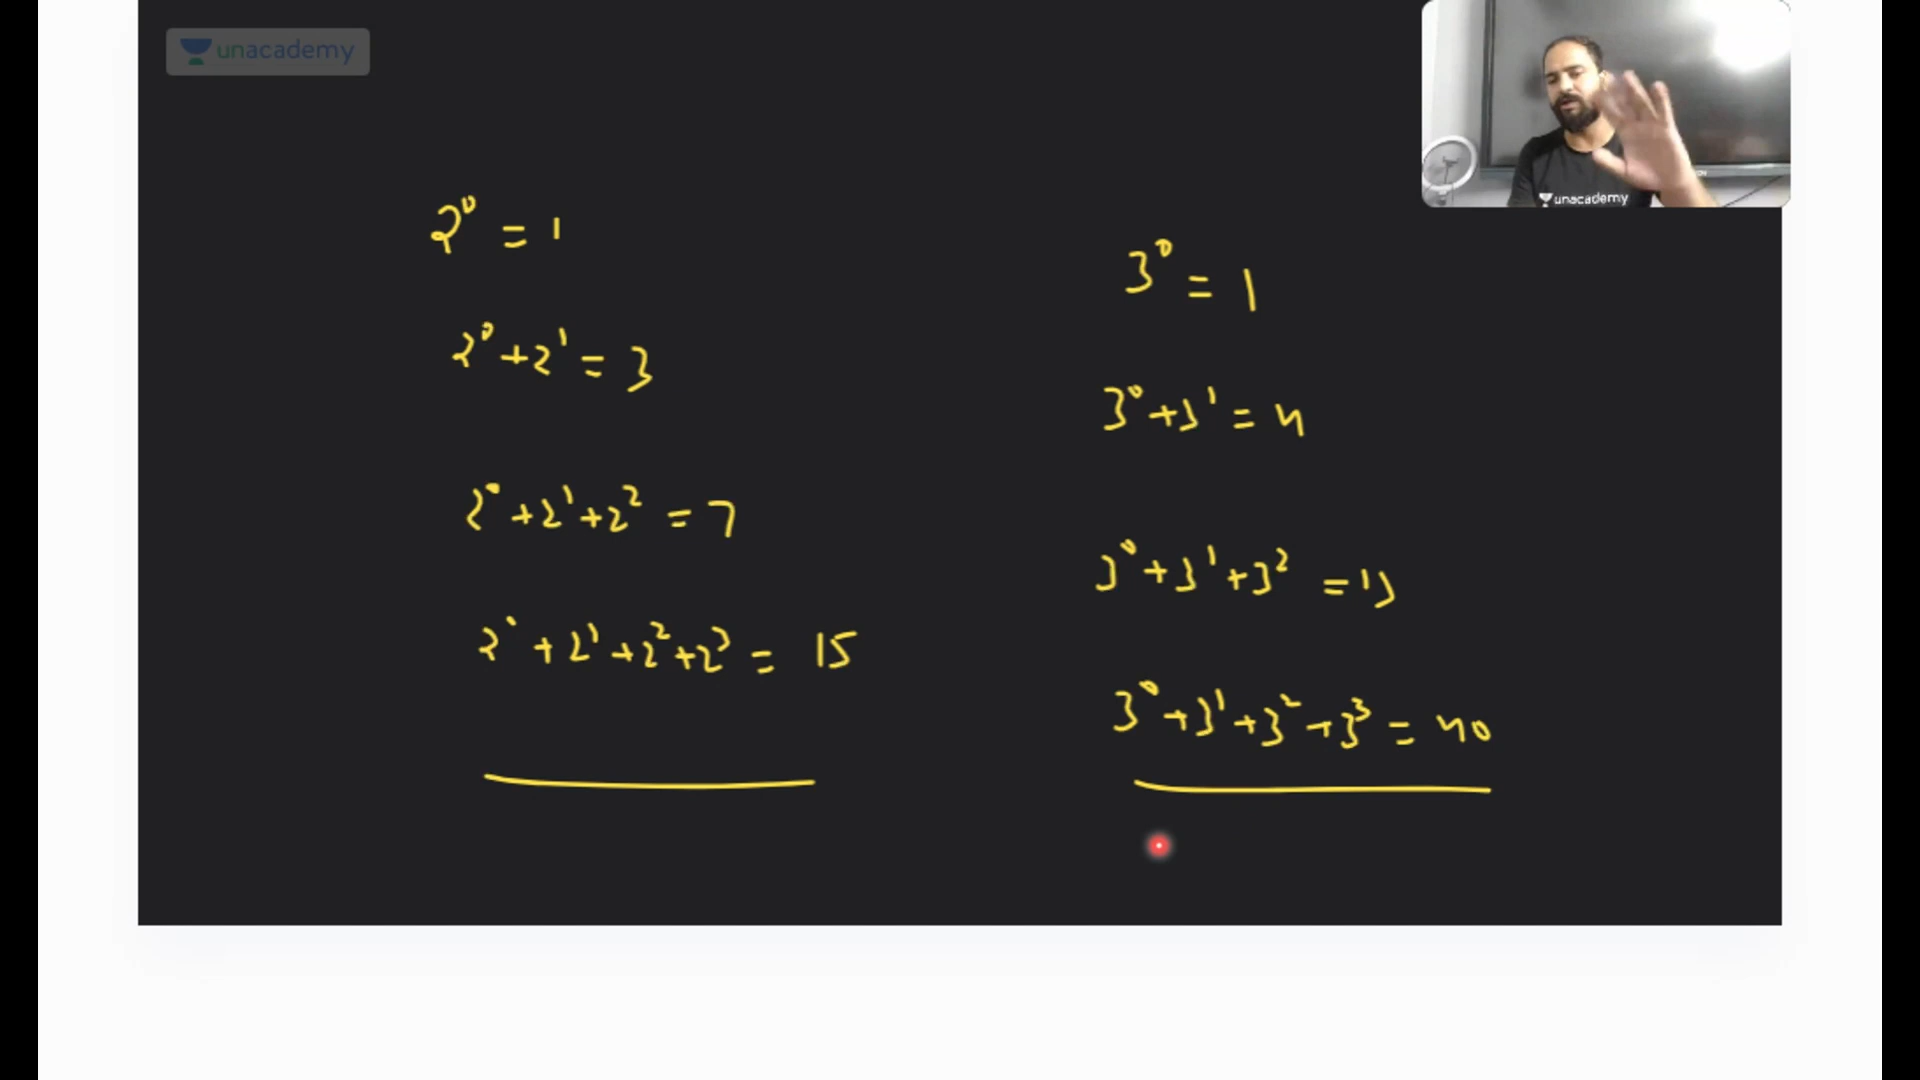 unacademy
unacademy
2⁰ = 1
2⁰ + 2¹ = 3
2⁰ + 2¹ + 2² = 7
2⁰ + 2¹ + 2² + 2³ = 15
3⁰ = 1
3⁰ + 3¹ = 4
3⁰ + 3¹ + 3² = 13
3⁰ + 3¹ + 3² + 3³ = 40